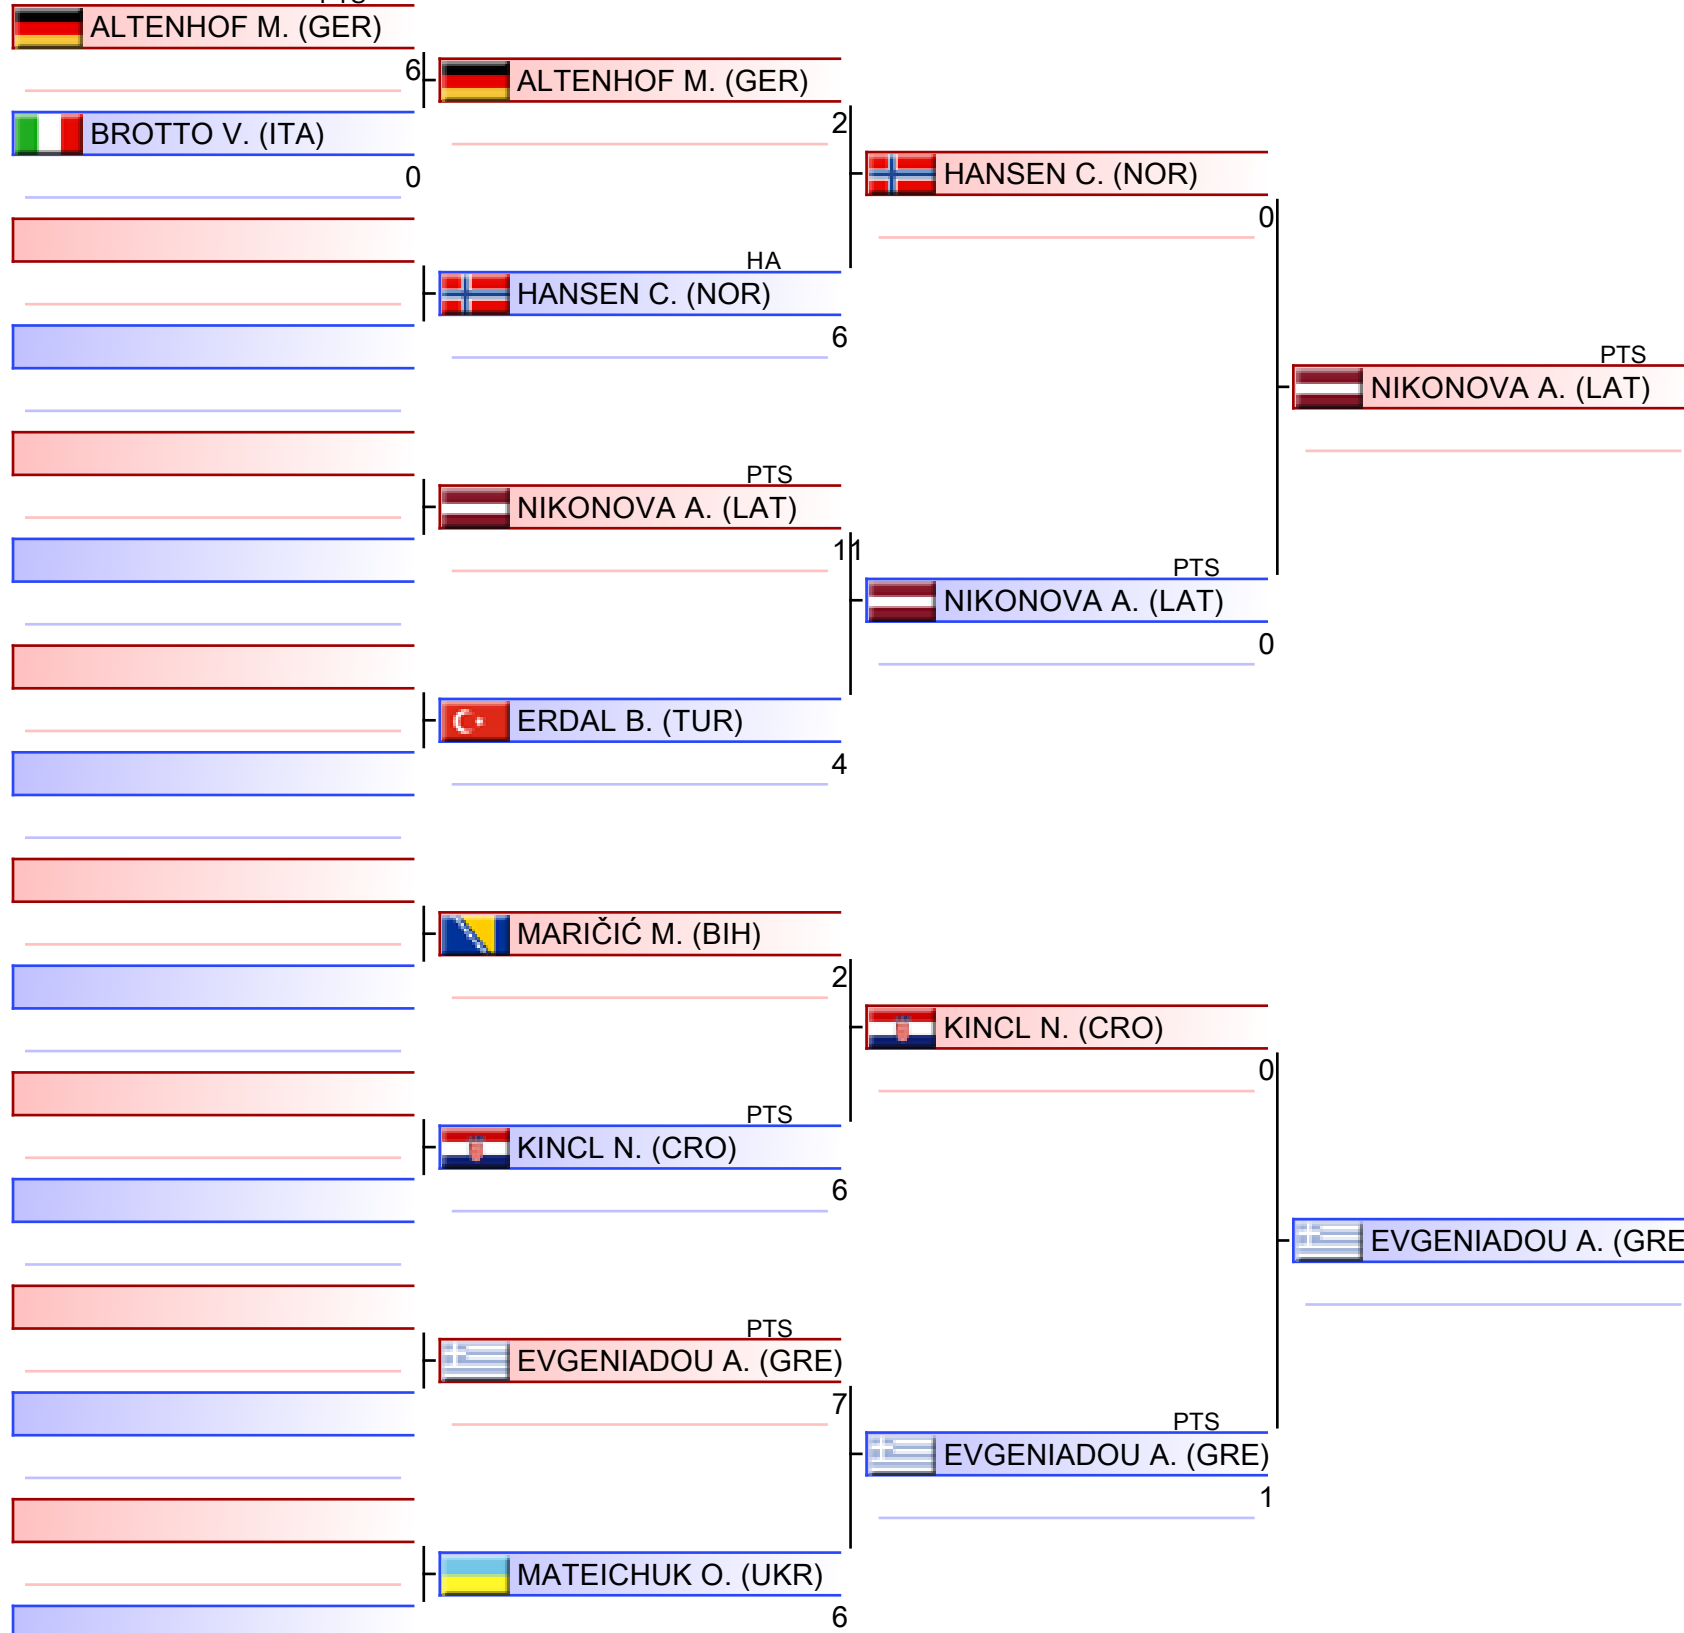 ALTENHOF M. (GER)
6
ALTENHOF M. (GER)
BROTTO V. (ITA)
2
0
HANSEN C. (NOR)
0
HA
HANSEN C. (NOR)
6
PTS
NIKONOVA A. (LAT)
PTS
NIKONOVA A. (LAT)
11
PTS
NIKONOVA A. (LAT)
0
ERDAL B. (TUR)
4
MARIČIĆ M. (BIH)
2
KINCL N. (CRO)
0
PTS
KINCL N. (CRO)
6
EVGENIADOU A. (GRE
PTS
EVGENIADOU A. (GRE)
7
PTS
EVGENIADOU A. (GRE)
1
MATEICHUK O. (UKR)
6